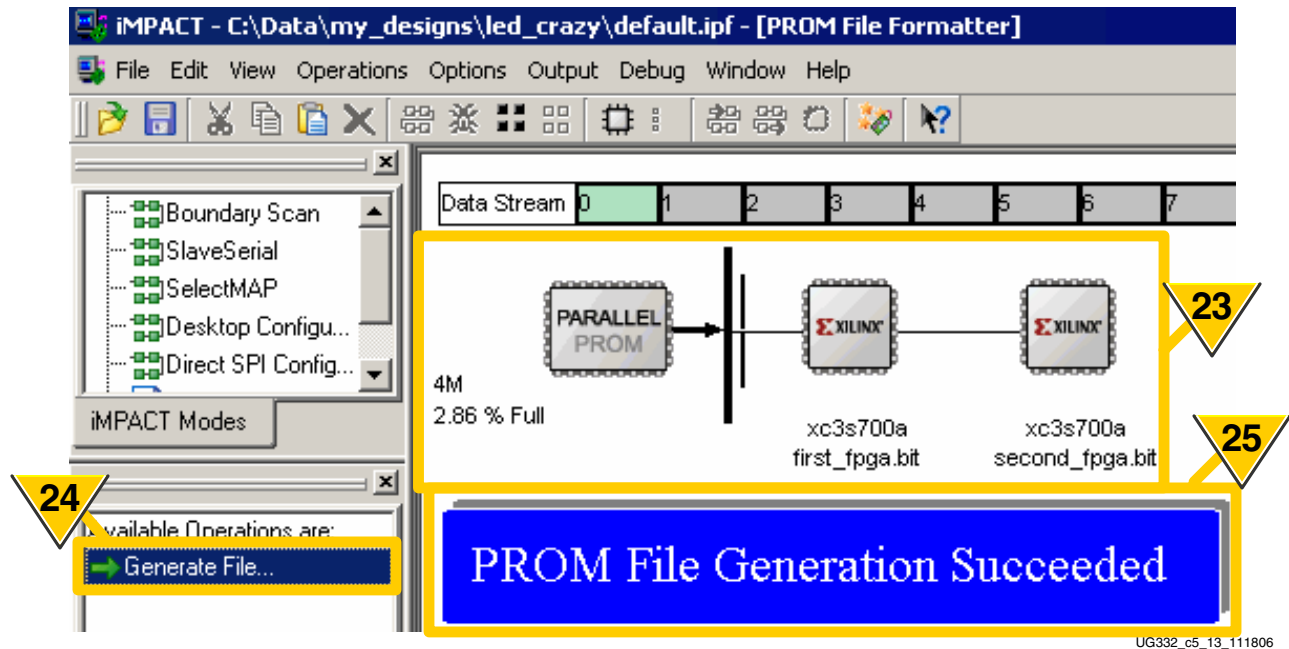 iMPACT - C:\Data\my_designs\led_crazy\default.ipf - [PROM File Formatter]
File Edit View Operations Options Output Debug Window Help
Data Stream 0 1 2 3 4 5 6 7
Boundary Scan
SlaveSerial
SelectMAP
Desktop Configu...
Direct SPI Config...
iMPACT Modes
PARALLEL
PROM
XILINX
XILINX
23
4M
2.86 % Full
xc3s700a
first_fpga.bit
xc3s700a
second_fpga.bit
25
24
Available Operations are:
Generate File...
PROM File Generation Succeeded
UG332_c5_13_111806